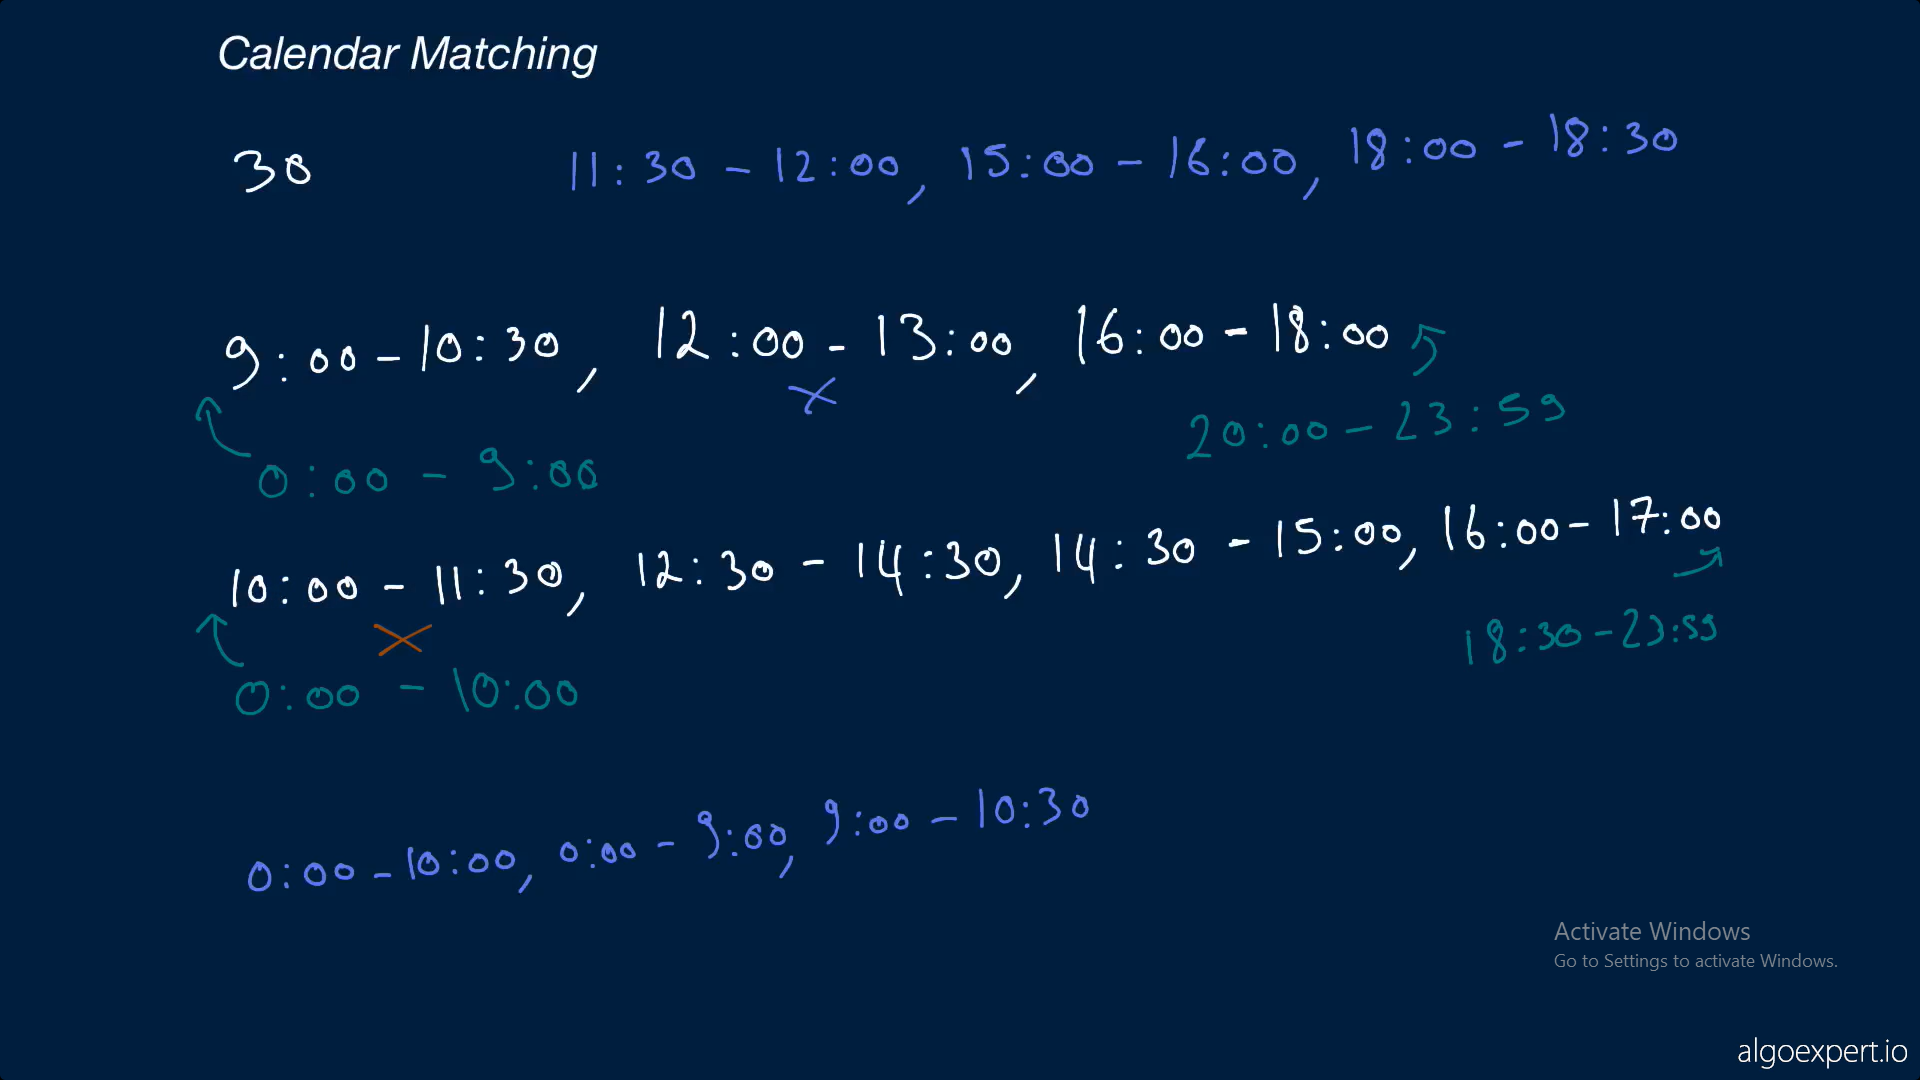 Calendar Matching
30 11:30 - 12:00, 15:00 - 16:00, 18:00 - 18:30
9:00 - 10:30, 12:00 - 13:00, 16:00 - 18:00
20:00 - 23:59
0:00 - 9:00
10:00 - 11:30, 12:30 - 14:30, 14:30 - 15:00, 16:00 - 17:00
18:30 - 23:59
0:00 - 10:00
0:00 - 10:00, 0:00 - 9:00, 9:00 - 10:30
Activate Windows
Go to Settings to activate Windows.
algoexpert.io